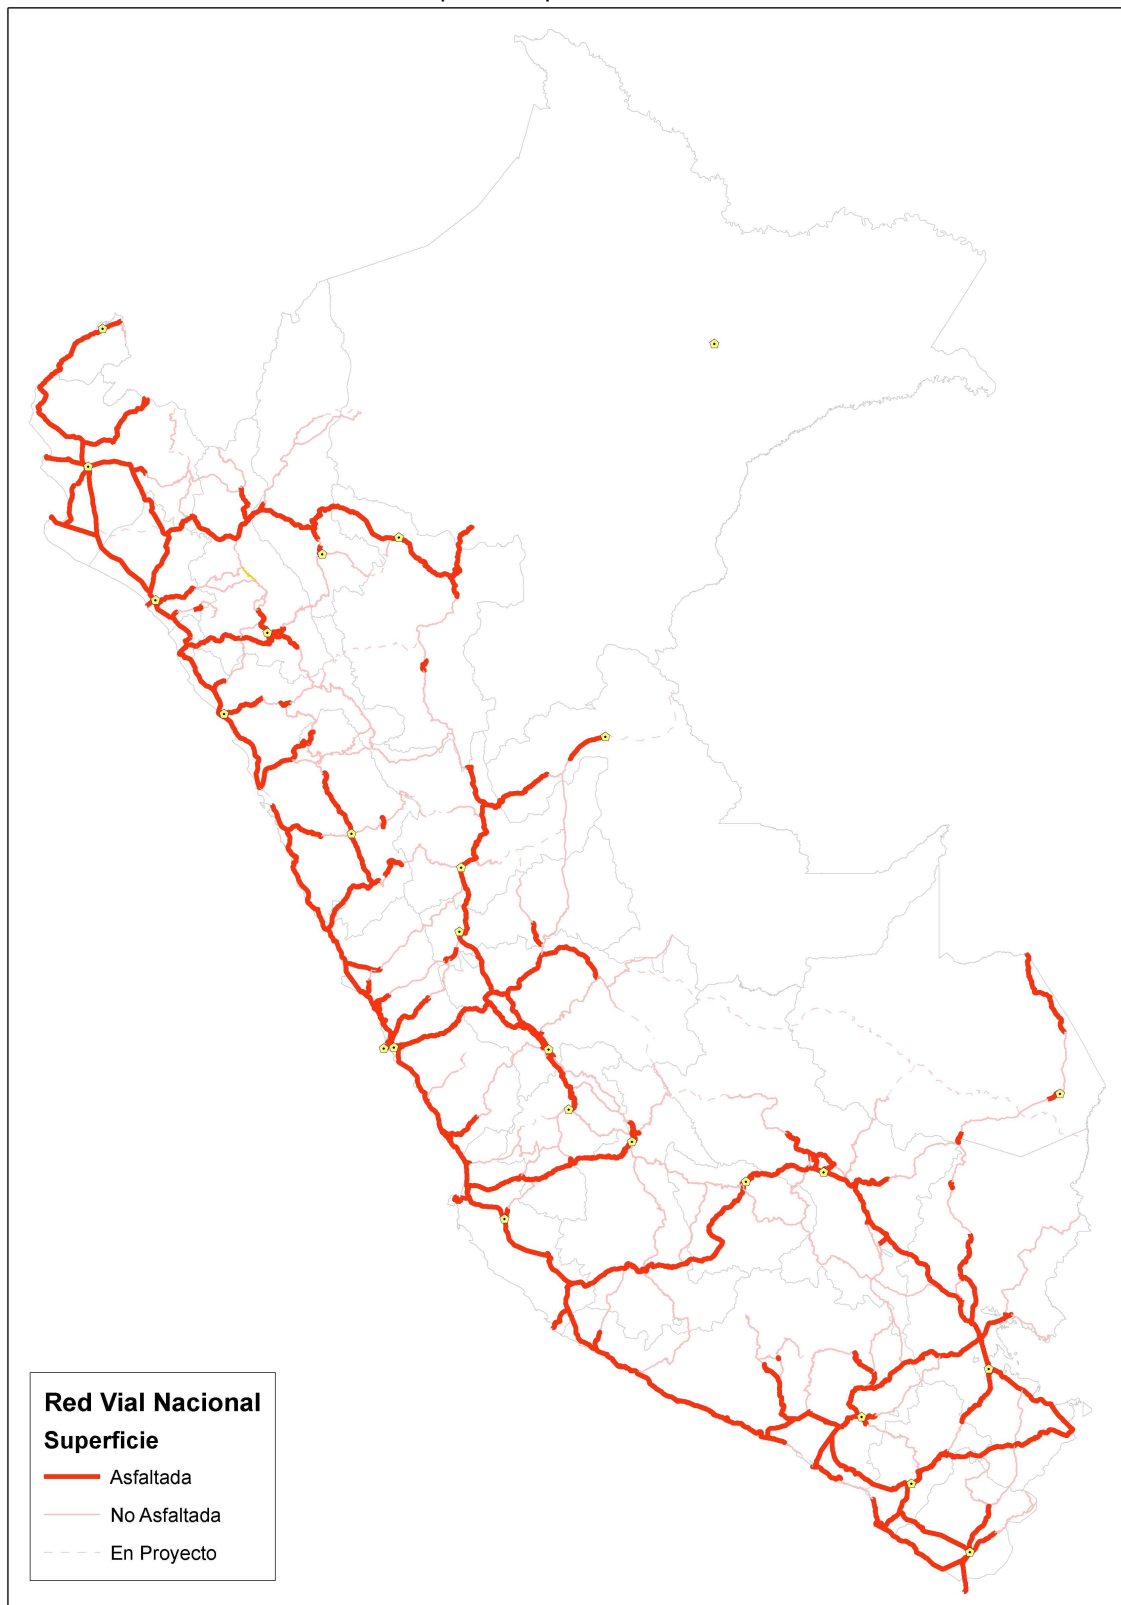 Red Vial Nacional
Superficie
Asfaltada
No Asfaltada
En Proyecto